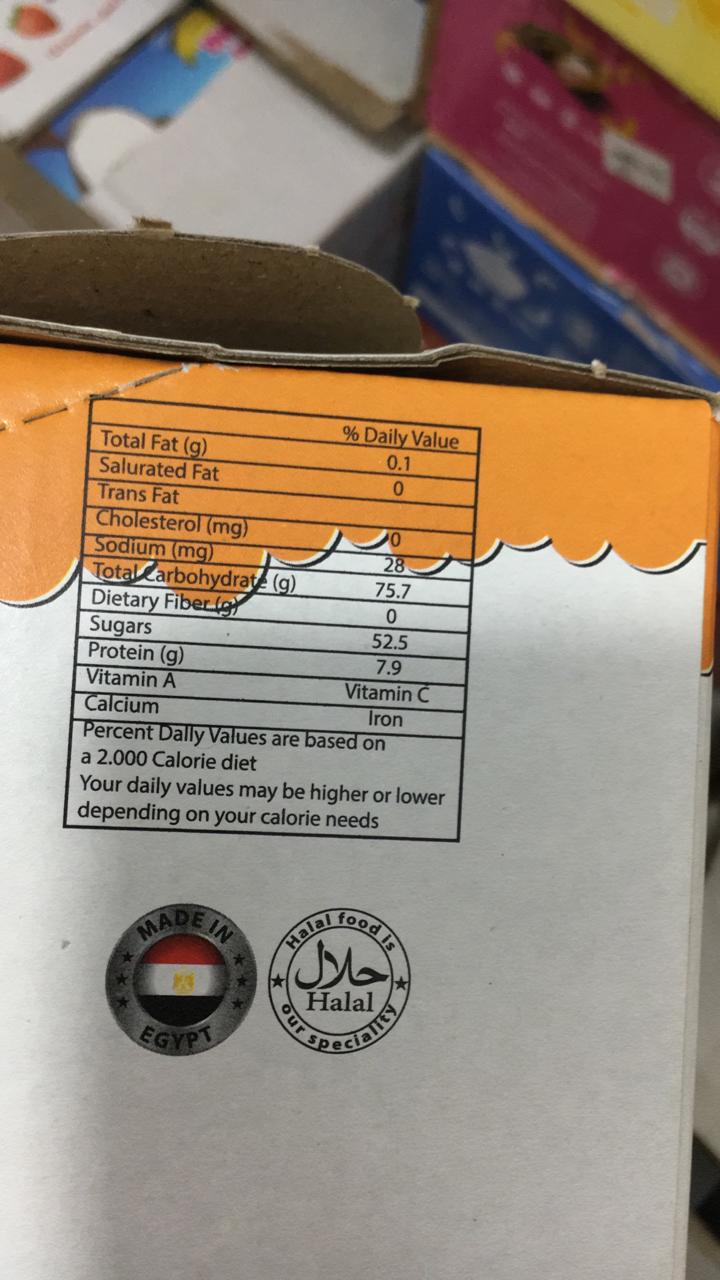 % Daily Value
Total Fat (g) 0.1
Salurated Fat 0
Trans Fat
Cholesterol (mg) 0
Sodium (mg) 28
Total Carbohydrate (g) 75.7
Dietary Fiber (g) 0
Sugars 52.5
Protein (g) 7.9
Vitamin A Vitamin C
Calcium Iron
Percent Dally Values are based on
a 2.000 Calorie diet
Your daily values may be higher or lower
depending on your calorie needs
MADE IN
EGYPT
Halal food is
حلال
Halal
our speciality